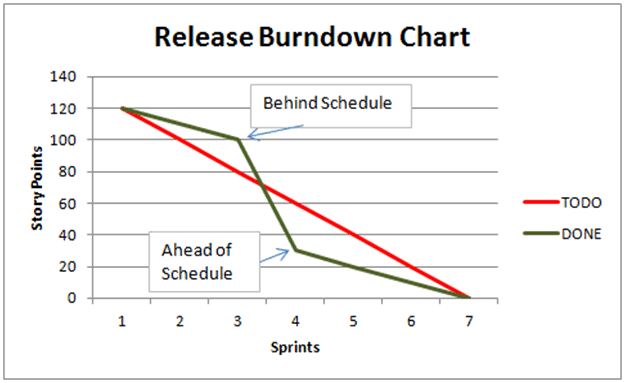 Release Burndown Chart
140
120
100
80
60
40
20
0
Story Points
Behind Schedule
Ahead of
Schedule
1 2 3 4 5 6 7
Sprints
TODO
DONE